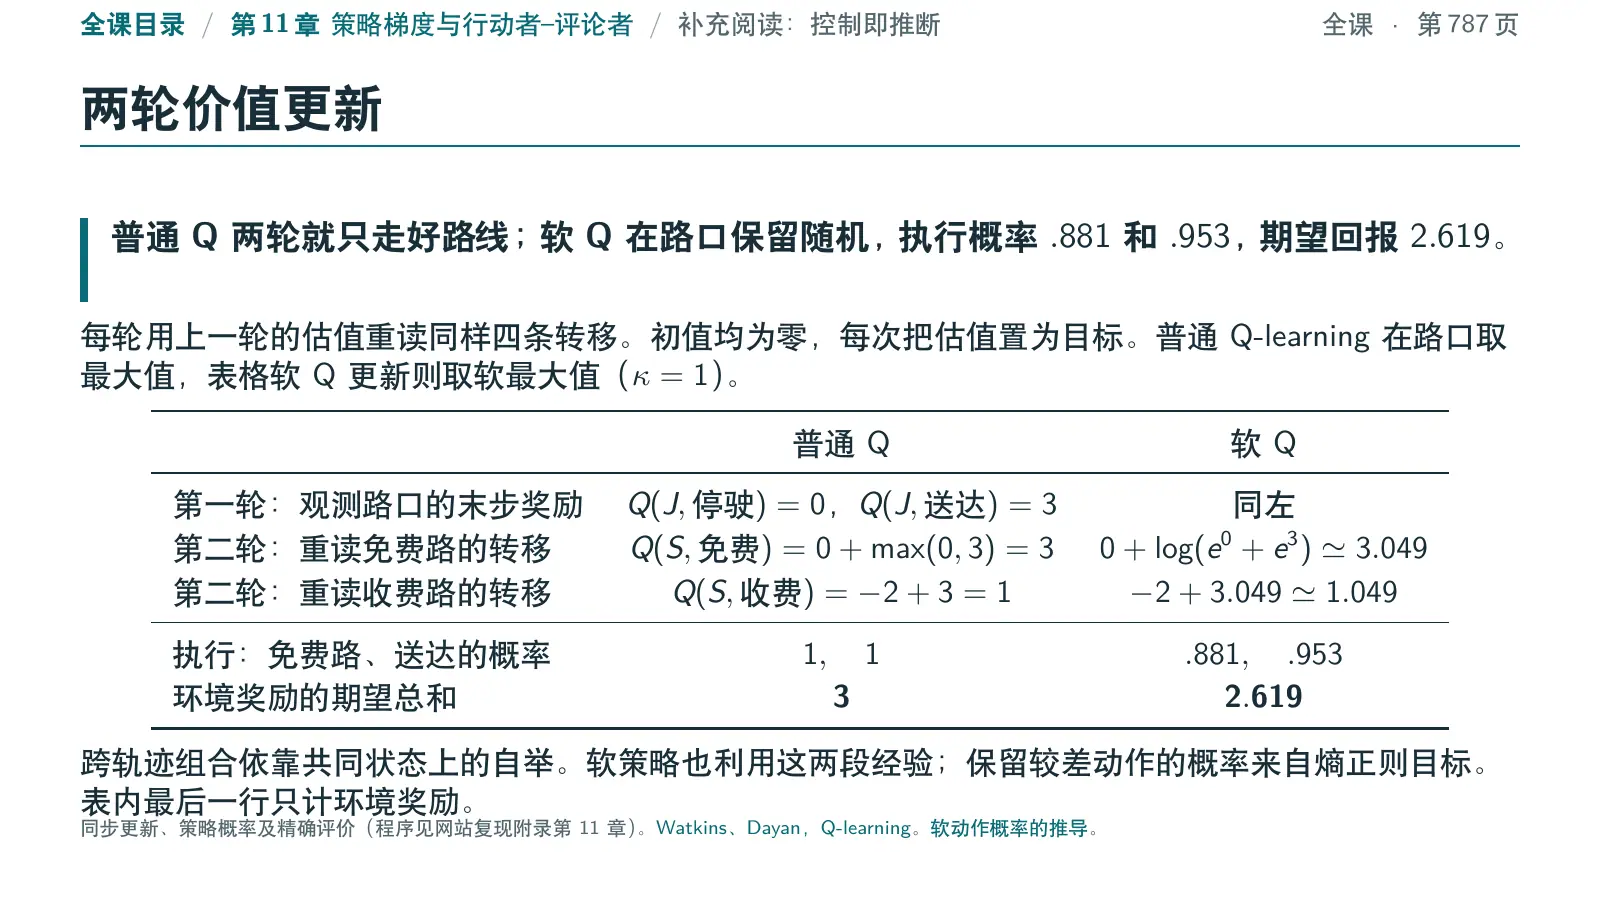 全课目录 / 第 11 章 策略梯度与行动者–评论者 / 补充阅读：控制即推断
全课 · 第 787 页
两轮价值更新
普通 Q 两轮就只走好路线；软 Q 在路口保留随机，执行概率 .881 和 .953，期望回报 2.619。
每轮用上一轮的估值重读同样四条转移。初值均为零，每次把估值置为目标。普通 Q-learning 在路口取
最大值，表格软 Q 更新则取软最大值（κ = 1）。
普通 Q 软 Q
第一轮：观测路口的末步奖励 Q(J, 停驶) = 0，Q(J, 送达) = 3 同左
第二轮：重读免费路的转移 Q(S, 免费) = 0 + max(0, 3) = 3 0 + log(e⁰ + e³) ≃ 3.049
第二轮：重读收费路的转移 Q(S, 收费) = −2 + 3 = 1 −2 + 3.049 ≃ 1.049
执行：免费路、送达的概率 1, 1 .881, .953
环境奖励的期望总和 3 2.619
跨轨迹组合依靠共同状态上的自举。软策略也利用这两段经验；保留较差动作的概率来自熵正则目标。
表内最后一行只计环境奖励。
同步更新、策略概率及精确评价（程序见网站复现附录第 11 章）。Watkins、Dayan，Q-learning。软动作概率的推导。